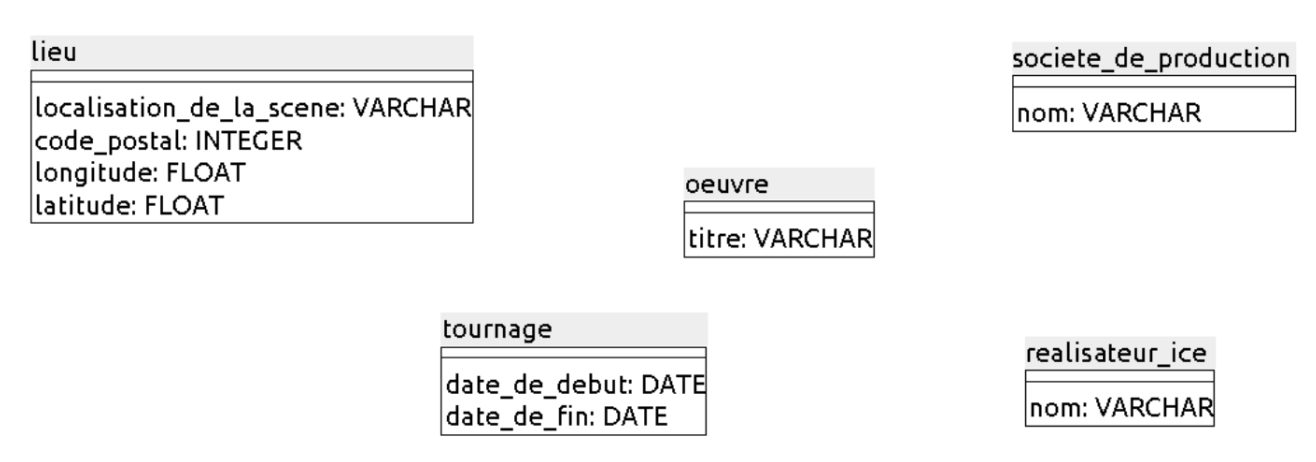 lieu
localisation_de_la_scene: VARCHAR
code_postal: INTEGER
longitude: FLOAT
latitude: FLOAT
societe_de_production
nom: VARCHAR
oeuvre
titre: VARCHAR
tournage
date_de_debut: DATE
date_de_fin: DATE
realisateur_ice
nom: VARCHAR